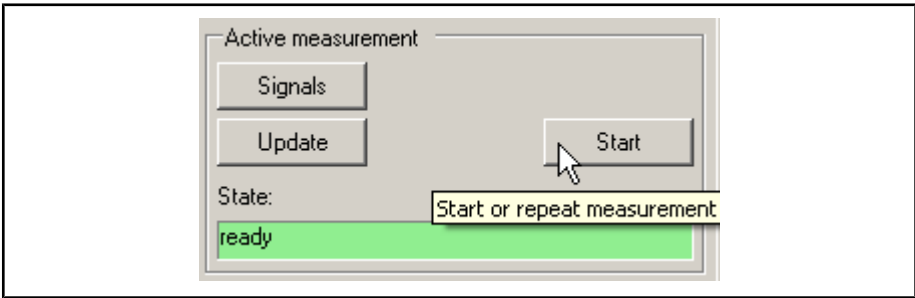 Active measurement
Signals
Update
Start
State:
Start or repeat measurement
ready